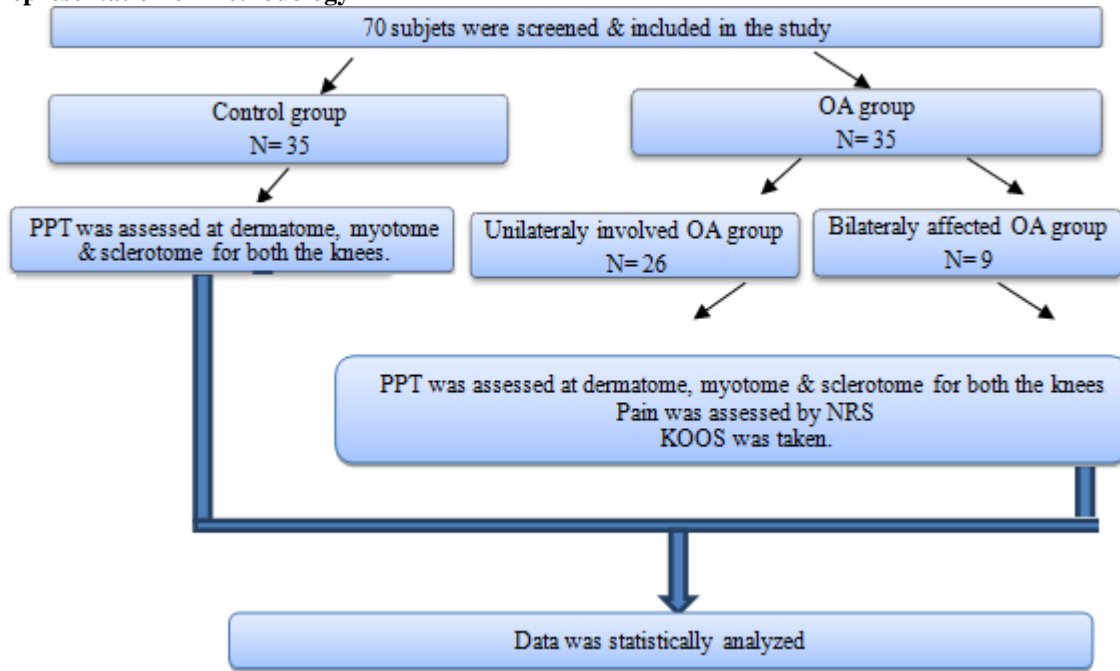 70 subjets were screened & included in the study
Control group
N= 35
OA group
N= 35
PPT was assessed at dermatome, myotome
& sclerotome for both the knees.
Unilateraly involved OA group
N= 26
Bilateraly affected OA group
N= 9
PPT was assessed at dermatome, myotome & sclerotome for both the knees
Pain was assessed by NRS
KOOS was taken.
Data was statistically analyzed